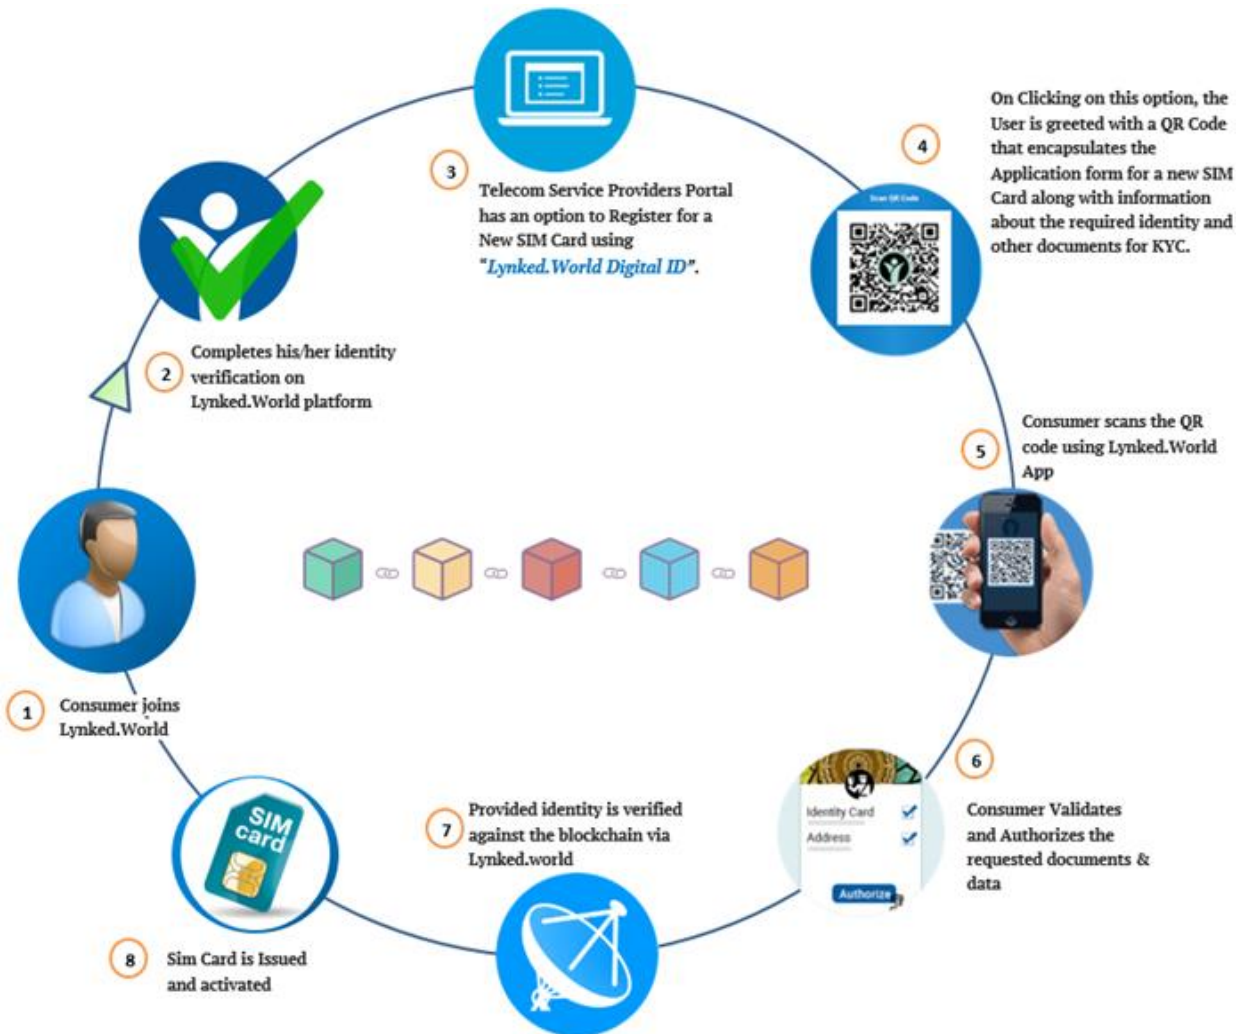 3
Telecom Service Providers Portal
has an option to Register for a
New SIM Card using
“Lynked.World Digital ID”.
4
On Clicking on this option, the
User is greeted with a QR Code
that encapsulates the
Application form for a new SIM
Card along with information
about the required identity and
other documents for KYC.
Scan QR Code
2
Completes his/her identity
verification on
Lynked.World platform
5
Consumer scans the QR
code using Lynked.World
App
1
Consumer joins
Lynked.World
6
Consumer Validates
and Authorizes the
requested documents &
data
Identity Card
Address
Authorize
7
Provided identity is verified
against the blockchain via
Lynked.world
SIM
card
8
Sim Card is Issued
and activated